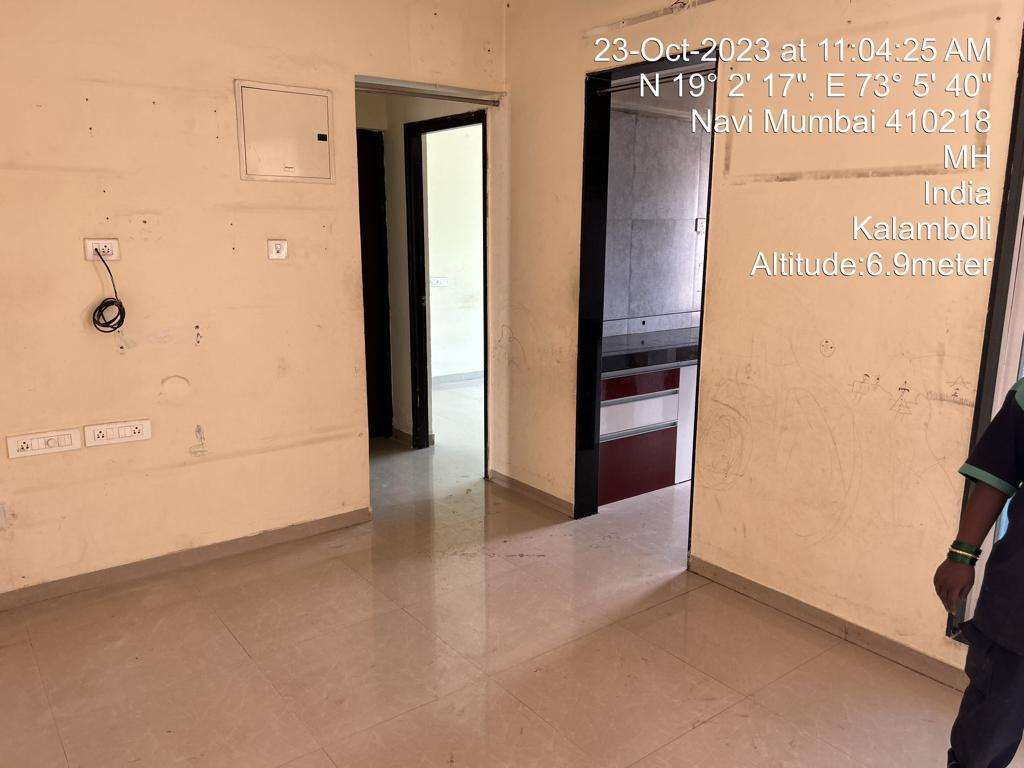 23-Oct-2023 at 11:04:25 AM
N 19° 2' 17", E 73° 5' 40"
Navi Mumbai 410218
MH
India
Kalamboli
Altitude:6.9meter